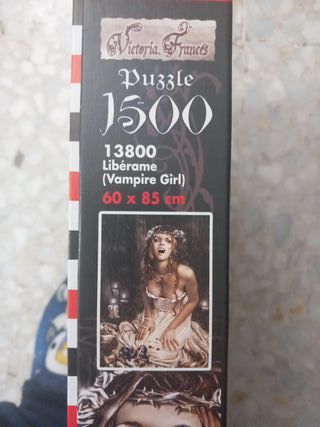 Victoria Francés
Puzzle
1500
13800
Libérame
(Vampire Girl)
60 x 85 cm